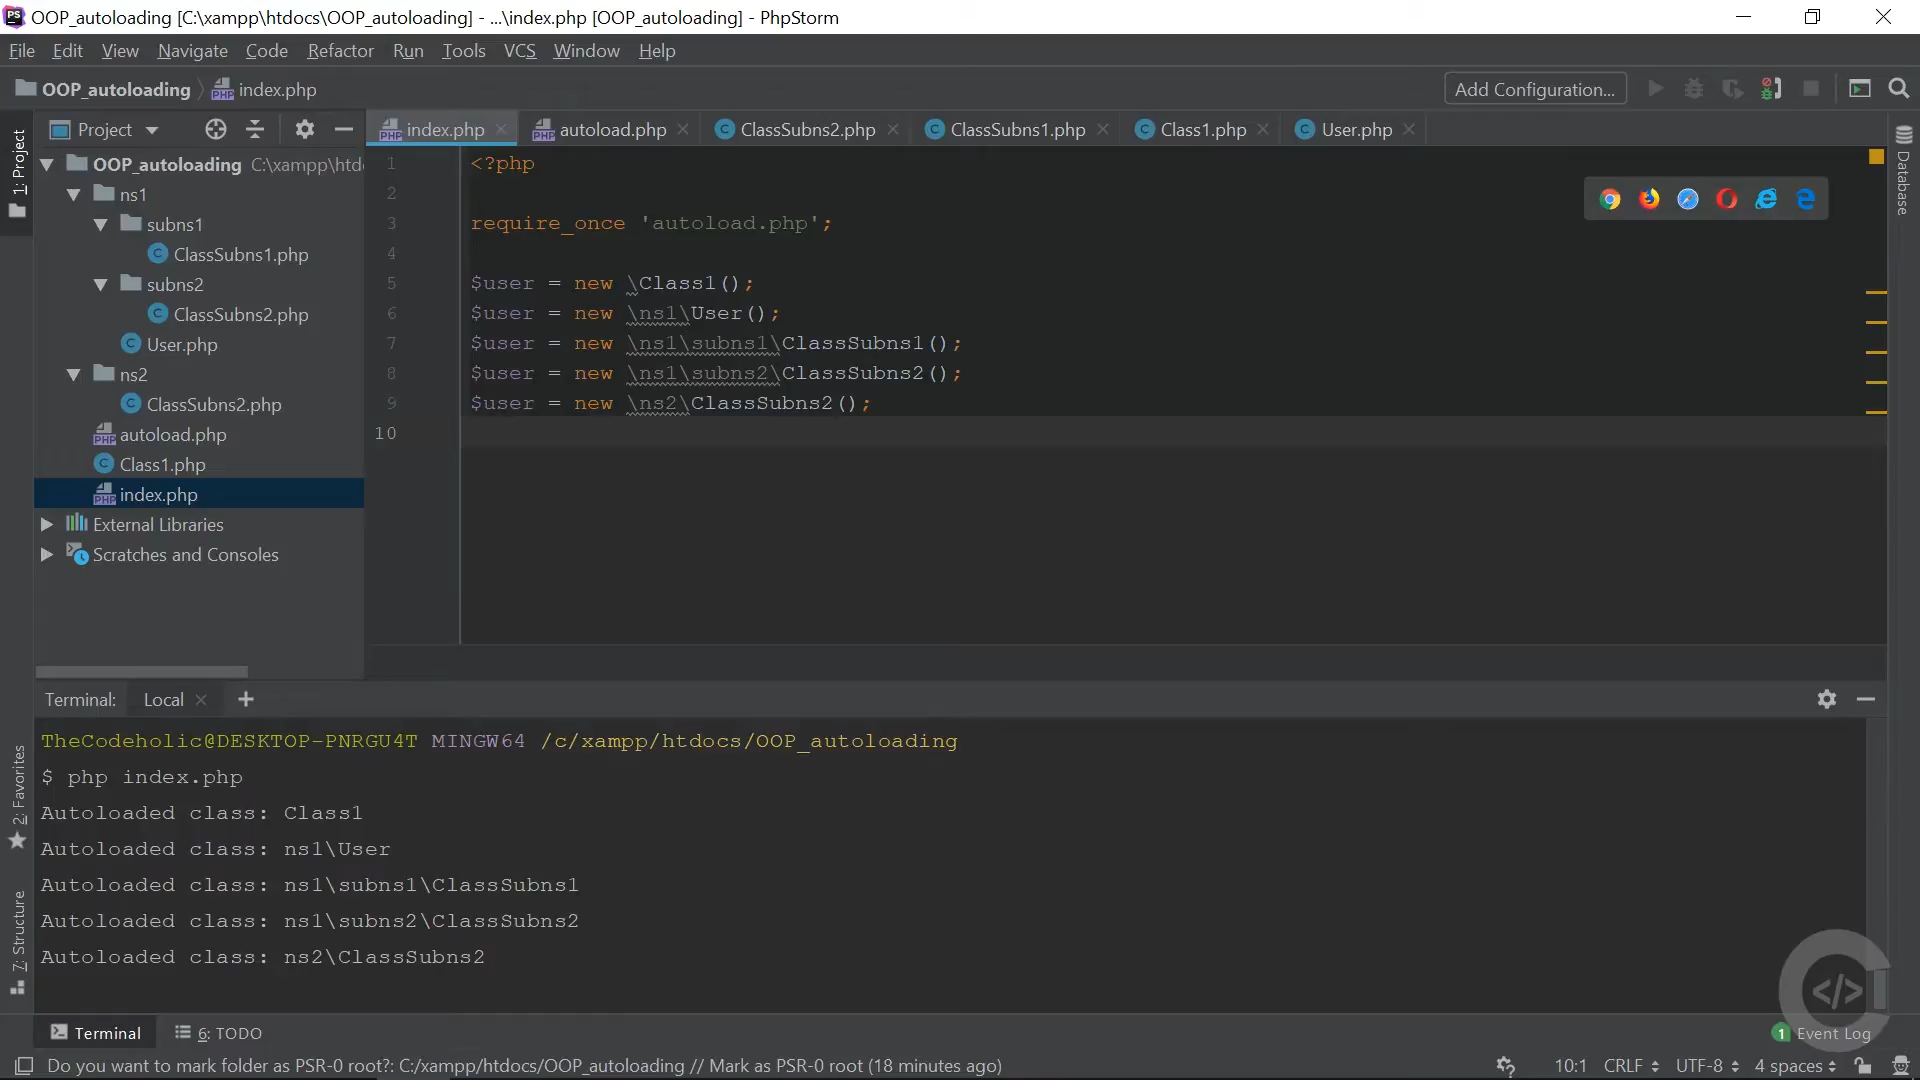 OOP_autoloading [C:\xampp\htdocs\OOP_autoloading] - ...\index.php [OOP_autoloading] - PhpStorm
File Edit View Navigate Code Refactor Run Tools VCS Window Help
OOP_autoloading index.php Add Configuration...
Project
index.php
autoload.php
ClassSubns2.php
ClassSubns1.php
Class1.php
User.php
1: Project
2: Favorites
7: Structure
Database
OOP_autoloading C:\xampp\htd
ns1
subns1
ClassSubns1.php
subns2
ClassSubns2.php
User.php
ns2
ClassSubns2.php
autoload.php
Class1.php
index.php
External Libraries
Scratches and Consoles
1 <?php
2
3 require_once 'autoload.php';
4
5 $user = new \Class1();
6 $user = new \ns1\User();
7 $user = new \ns1\subns1\ClassSubns1();
8 $user = new \ns1\subns2\ClassSubns2();
9 $user = new \ns2\ClassSubns2();
10
Terminal: Local
TheCodeholic@DESKTOP-PNRGU4T MINGW64 /c/xampp/htdocs/OOP_autoloading
$ php index.php
Autoloaded class: Class1
Autoloaded class: ns1\User
Autoloaded class: ns1\subns1\ClassSubns1
Autoloaded class: ns1\subns2\ClassSubns2
Autoloaded class: ns2\ClassSubns2
Terminal 6: TODO 1 Event Log
Do you want to mark folder as PSR-0 root?: C:/xampp/htdocs/OOP_autoloading // Mark as PSR-0 root (18 minutes ago) 10:1 CRLF UTF-8 4 spaces